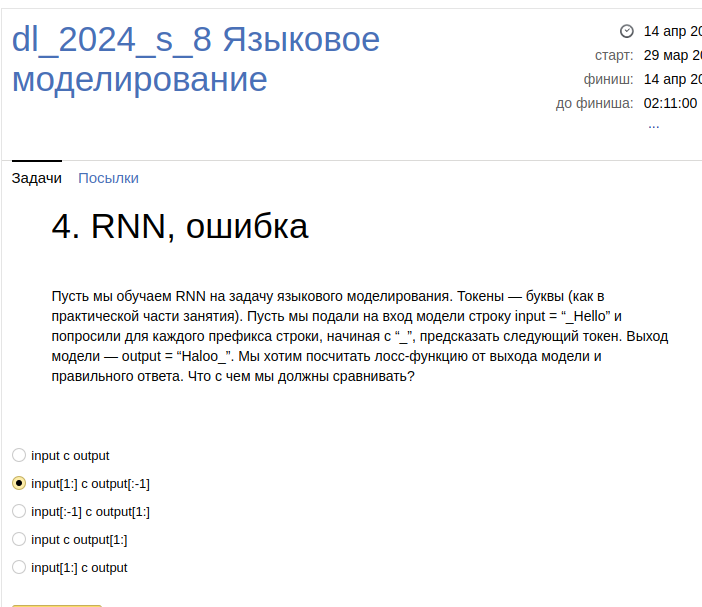 dl_2024_s_8 Языковое
моделирование
14 апр 20
старт: 29 мар 20
финиш: 14 апр 20
до финиша: 02:11:00
...
Задачи Посылки
4. RNN, ошибка
Пусть мы обучаем RNN на задачу языкового моделирования. Токены — буквы (как в
практической части занятия). Пусть мы подали на вход модели строку input = “_Hello” и
попросили для каждого префикса строки, начиная с “_”, предсказать следующий токен. Выход
модели — output = “Haloo_”. Мы хотим посчитать лосс-функцию от выхода модели и
правильного ответа. Что с чем мы должны сравнивать?
input с output
input[1:] с output[:-1]
input[:-1] с output[1:]
input с output[1:]
input[1:] с output